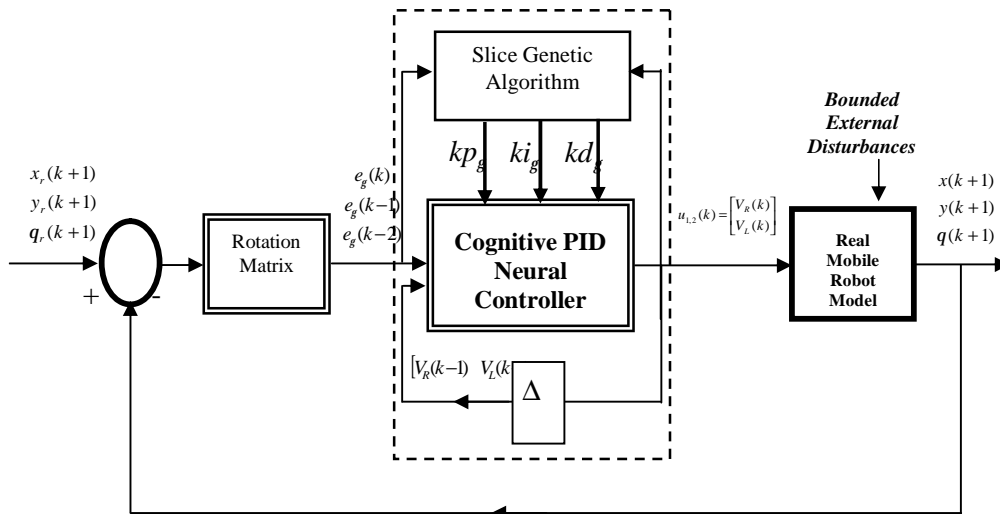 Slice Genetic
Algorithm
kp_g ki_g kd_g
Bounded
External
Disturbances
x_r(k+1)
y_r(k+1)
q_r(k+1)
+
-
Rotation
Matrix
e_g(k)
e_g(k-1)
e_g(k-2)
Cognitive PID
Neural
Controller
u_{1,2}(k)=[V_R(k)
V_L(k)]
Real
Mobile
Robot
Model
x(k+1)
y(k+1)
q(k+1)
[V_R(k-1) V_L(k
Δ